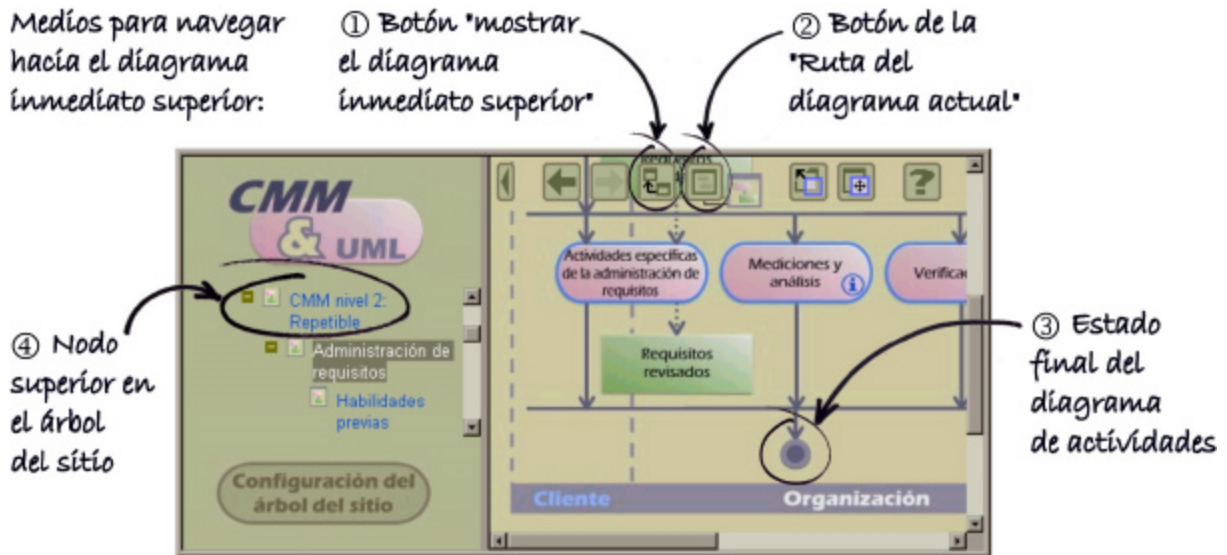 Medios para navegar
hacia el diagrama
inmediato superior:
① Botón "mostrar
el diagrama
inmediato superior"
② Botón de la
"Ruta del
diagrama actual"
CMM
& UML
CMM nivel 2:
Repetible
Administración de
requisitos
Habilidades
previas
Configuración del
árbol del sitio
④ Nodo
superior en
el árbol
del sitio
Requisitos
?
Actividades específicas
de la administración de
requisitos
Mediciones y
análisis
i
Verificac
Requisitos
revisados
Cliente
Organización
③ Estado
final del
diagrama
de actividades